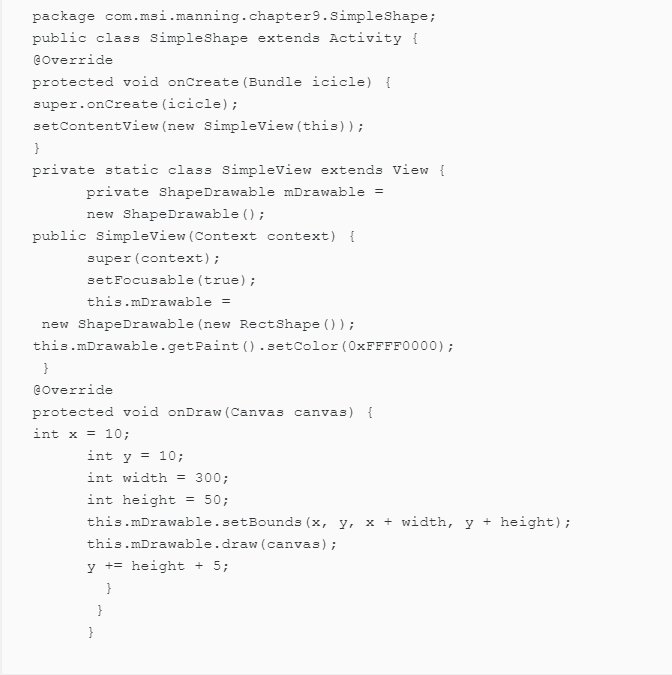 package com.msi.manning.chapter9.SimpleShape;
public class SimpleShape extends Activity {
@Override
protected void onCreate(Bundle icicle) {
super.onCreate(icicle);
setContentView(new SimpleView(this));
}
private static class SimpleView extends View {
private ShapeDrawable mDrawable =
new ShapeDrawable();
public SimpleView(Context context) {
super(context);
setFocusable(true);
this.mDrawable =
new ShapeDrawable(new RectShape());
this.mDrawable.getPaint().setColor(0xFFFF0000);
}
@Override
protected void onDraw(Canvas canvas) {
int x = 10;
int y = 10;
int width = 300;
int height = 50;
this.mDrawable.setBounds(x, y, x + width, y + height);
this.mDrawable.draw(canvas);
y += height + 5;
}
}
}